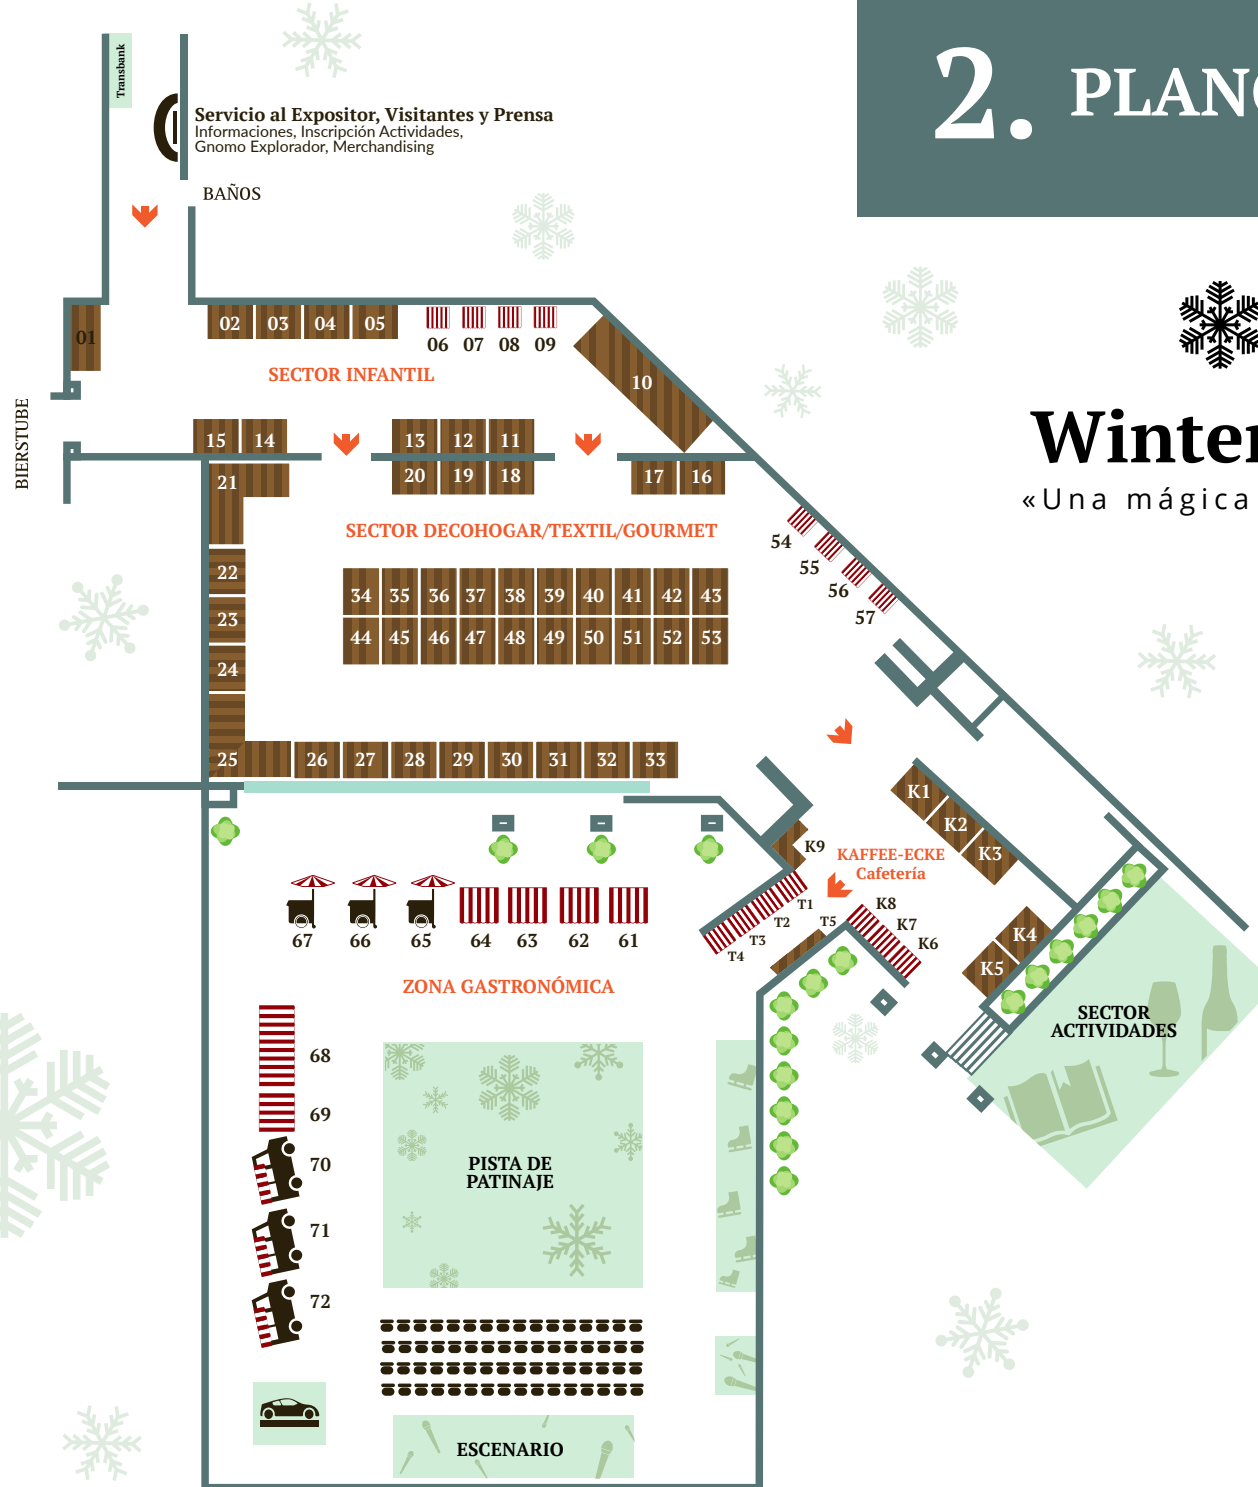 2. PLANO
Transbank
Servicio al Expositor, Visitantes y Prensa
Informaciones, Inscripción Actividades,
Gnomo Explorador, Merchandising
BAÑOS
01
02 03 04 05
06 07 08 09
10
SECTOR INFANTIL
BIERSTUBE
Winter
«Una mágica
15 14
13 12 11
21
20 19 18
17 16
SECTOR DECOHOGAR/TEXTIL/GOURMET
54
55
56
57
22
23
24
34 35 36 37 38 39 40 41 42 43
44 45 46 47 48 49 50 51 52 53
25 26 27 28 29 30 31 32 33
K1
K2
K3
K9
KAFFEE-ECKE
Cafetería
T1
T2
T3
T4
T5
K8
K7
K6
K4
K5
67 66 65 64 63 62 61
ZONA GASTRONÓMICA
SECTOR
ACTIVIDADES
68
69
70
71
72
PISTA DE
PATINAJE
ESCENARIO